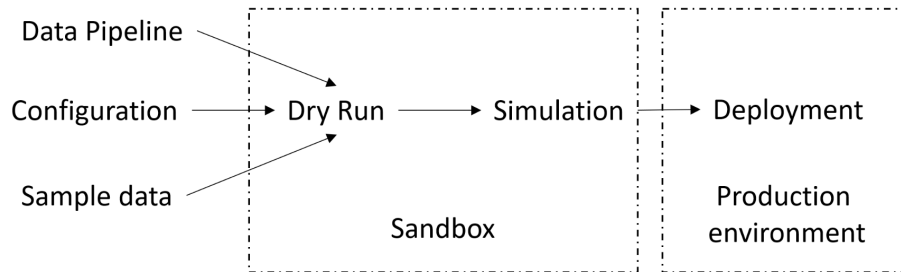 Data Pipeline
Configuration
Sample data
Dry Run
Simulation
Sandbox
Deployment
Production
environment